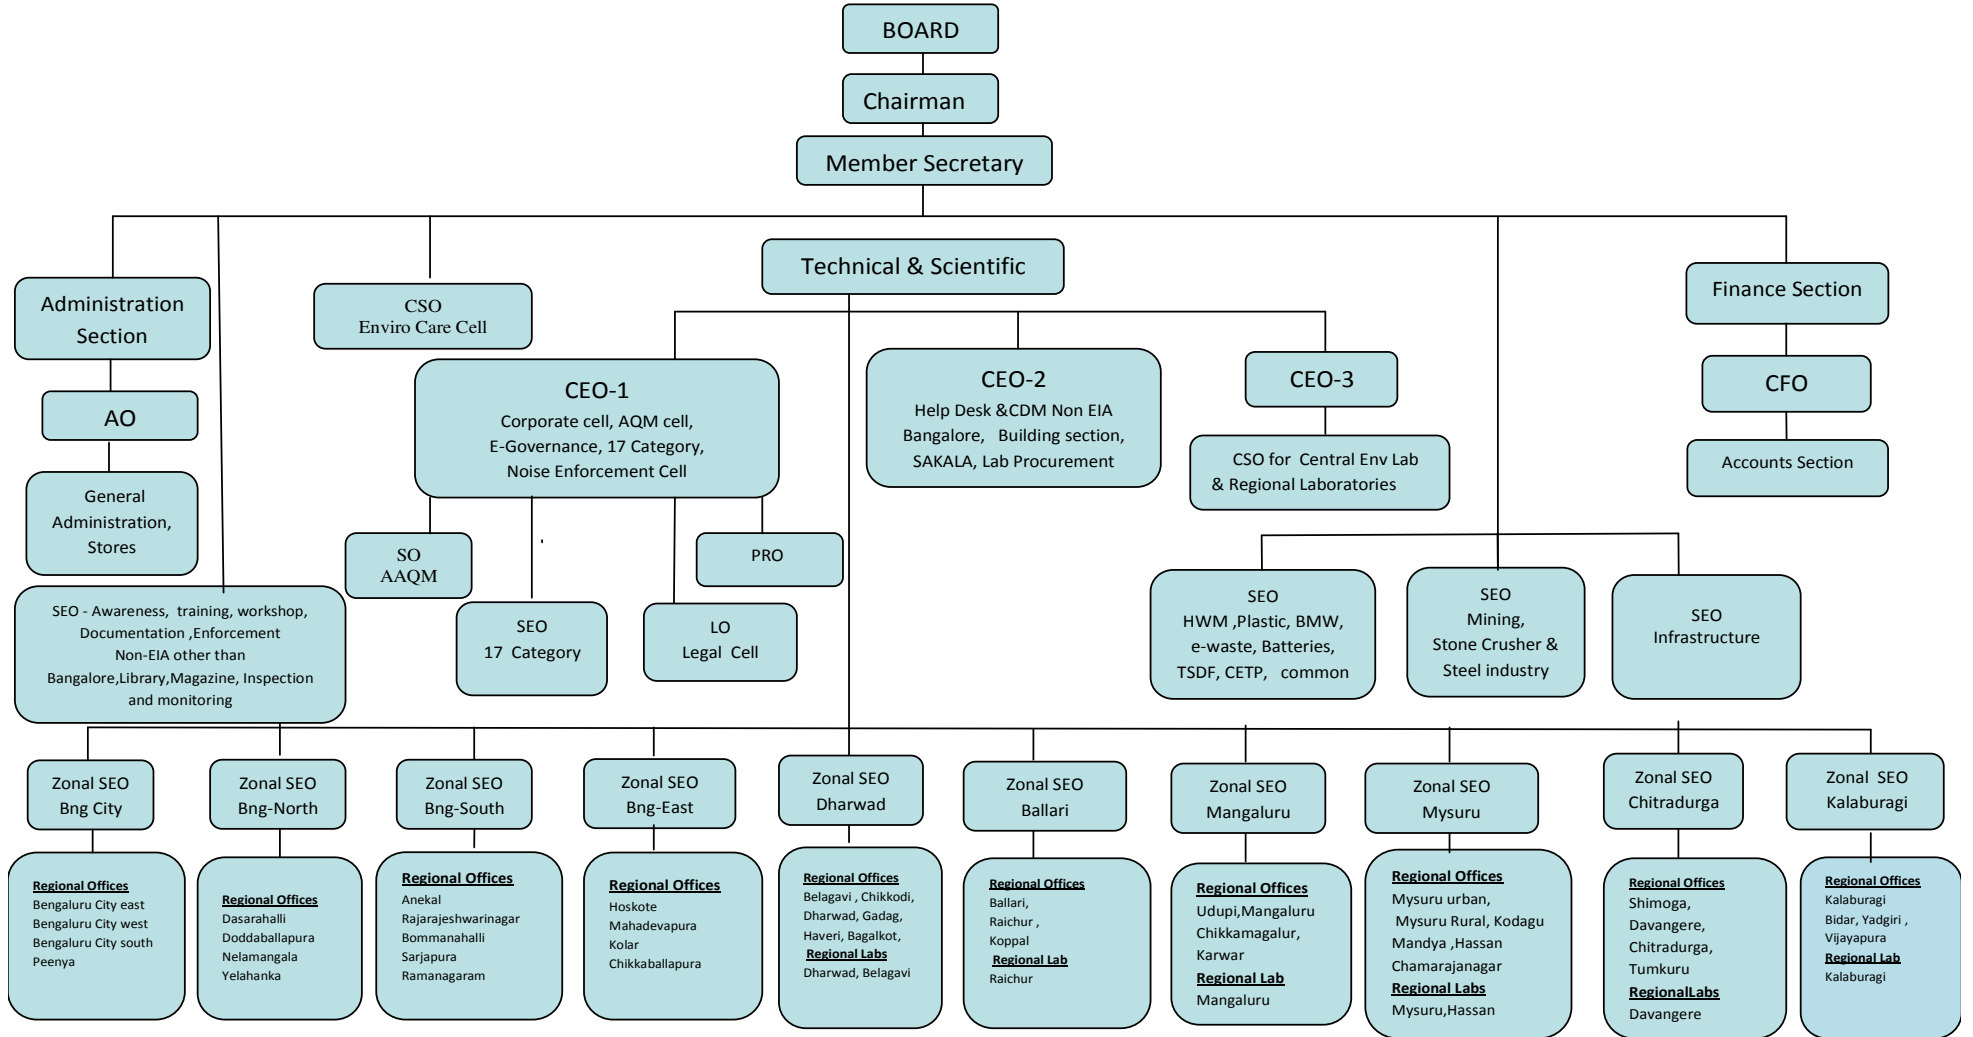 BOARD
Chairman
Member Secretary
Technical & Scientific
Administration
Section
CSO
Enviro Care Cell
Finance Section
AO
CEO-1
Corporate cell, AQM cell,
E-Governance, 17 Category,
Noise Enforcement Cell
CEO-2
Help Desk &CDM Non EIA
Bangalore, Building section,
SAKALA, Lab Procurement
CEO-3
CFO
General
Administration,
Stores
CSO for Central Env Lab
& Regional Laboratories
Accounts Section
SO
AAQM
PRO
SEO
17 Category
LO
Legal Cell
SEO - Awareness, training, workshop,
Documentation ,Enforcement
Non-EIA other than
Bangalore,Library,Magazine, Inspection
and monitoring
SEO
HWM ,Plastic, BMW,
e-waste, Batteries,
TSDF, CETP, common
SEO
Mining,
Stone Crusher &
Steel industry
SEO
Infrastructure
Zonal SEO
Bng City
Zonal SEO
Bng-North
Zonal SEO
Bng-South
Zonal SEO
Bng-East
Zonal SEO
Dharwad
Zonal SEO
Ballari
Zonal SEO
Mangaluru
Zonal SEO
Mysuru
Zonal SEO
Chitradurga
Zonal SEO
Kalaburagi
Regional Offices
Bengaluru City east
Bengaluru City west
Bengaluru City south
Peenya
Regional Offices
Dasarahalli
Doddaballapura
Nelamangala
Yelahanka
Regional Offices
Anekal
Rajarajeshwarinagar
Bommanahalli
Sarjapura
Ramanagaram
Regional Offices
Hoskote
Mahadevapura
Kolar
Chikkaballapura
Regional Offices
Belagavi , Chikkodi,
Dharwad, Gadag,
Haveri, Bagalkot,
Regional Labs
Dharwad, Belagavi
Regional Offices
Ballari,
Raichur ,
Koppal
Regional Lab
Raichur
Regional Offices
Udupi,Mangaluru
Chikkamagalur,
Karwar
Regional Lab
Mangaluru
Regional Offices
Mysuru urban,
Mysuru Rural, Kodagu
Mandya ,Hassan
Chamarajanagar
Regional Labs
Mysuru,Hassan
Regional Offices
Shimoga,
Davangere,
Chitradurga,
Tumkuru
RegionalLabs
Davangere
Regional Offices
Kalaburagi
Bidar, Yadgiri ,
Vijayapura
Regional Lab
Kalaburagi